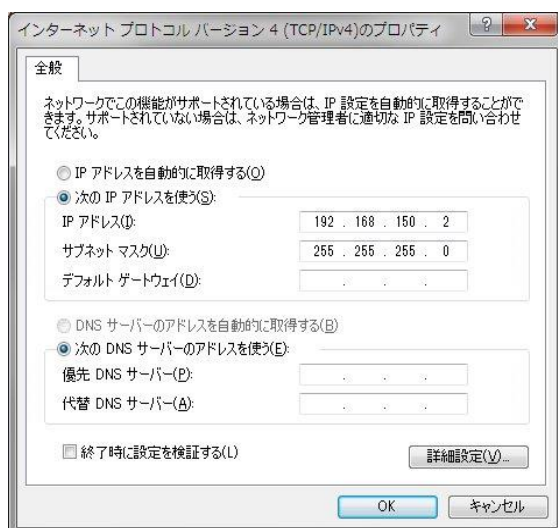 インターネット プロトコル バージョン 4 (TCP/IPv4)のプロパティ
全般
ネットワークでこの機能がサポートされている場合は、IP 設定を自動的に取得することがで
きます。サポートされていない場合は、ネットワーク管理者に適切な IP 設定を問い合わせ
てください。
IP アドレスを自動的に取得する(O)
次の IP アドレスを使う(S):
IP アドレス(I): 192 . 168 . 150 . 2
サブネット マスク(U): 255 . 255 . 255 . 0
デフォルト ゲートウェイ(D): . . .
DNS サーバーのアドレスを自動的に取得する(B)
次の DNS サーバーのアドレスを使う(E):
優先 DNS サーバー(P): . . .
代替 DNS サーバー(A): . . .
終了時に設定を検証する(L)
詳細設定(V)...
OK キャンセル